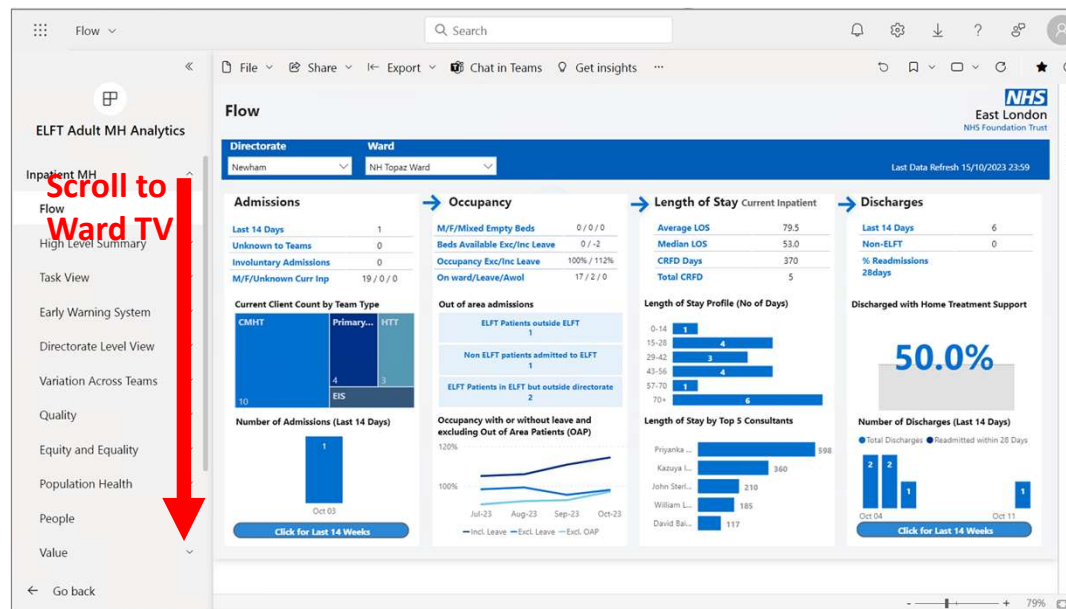 Flow
Search
File
Share
Export
Chat in Teams
Get insights
...
ELFT Adult MH Analytics
Inpatient MH
Scroll to
Ward TV
Flow
High Level Summary
Task View
Early Warning System
Directorate Level View
Variation Across Teams
Quality
Equity and Equality
Population Health
People
Value
Go back
Flow
NHS
East London
NHS Foundation Trust
Directorate
Ward
Newham
NH Topaz Ward
Last Data Refresh 15/10/2023 23:59
Admissions
Last 14 Days 1
Unknown to Teams 0
Involuntary Admissions 0
M/F/Unknown Curr Inp 19 / 0 / 0
Current Client Count by Team Type
CMHT
10
Primary...
4
HTT
3
EIS
Number of Admissions (Last 14 Days)
1
Oct 03
Click for Last 14 Weeks
Occupancy
M/F/Mixed Empty Beds 0 / 0 / 0
Beds Available Exc/Inc Leave 0 / -2
Occupancy Exc/Inc Leave 100% / 112%
On ward/Leave/Awol 17 / 2 / 0
Out of area admissions
ELFT Patients outside ELFT
1
Non ELFT patients admitted to ELFT
1
ELFT Patients in ELFT but outside directorate
2
Occupancy with or without leave and
excluding Out of Area Patients (OAP)
120%
100%
Jul-23 Aug-23 Sep-23 Oct-23
Incl. Leave Excl. Leave Excl. OAP
Length of Stay Current Inpatient
Average LOS 79.5
Median LOS 53.0
CRFD Days 370
Total CRFD 5
Length of Stay Profile (No of Days)
0-14 1
15-28 4
29-42 3
43-56 4
57-70 1
70+ 6
Length of Stay by Top 5 Consultants
Priyanka ... 598
Kazuya I... 360
John Sterl... 210
William L... 185
David Bai... 117
Discharges
Last 14 Days 6
Non-ELFT 0
% Readmissions
28days
Discharged with Home Treatment Support
50.0%
Number of Discharges (Last 14 Days)
Total Discharges Readmitted within 28 Days
2 2 1 1
Oct 04 Oct 11
Click for Last 14 Weeks
- + 79%